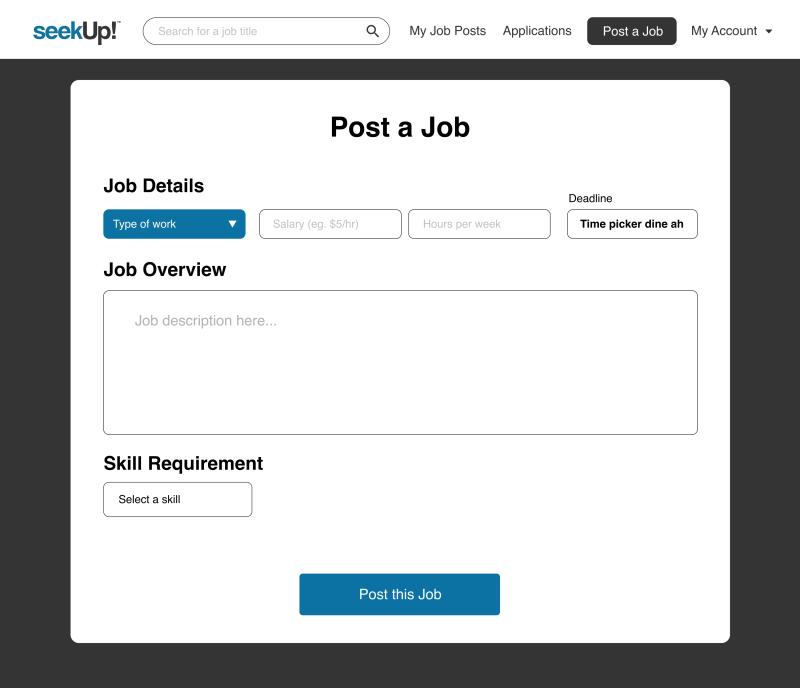 seekUp!™
Search for a job title
My Job Posts
Applications
Post a Job
My Account
Post a Job
Job Details
Deadline
Type of work
Salary (eg. $5/hr)
Hours per week
Time picker dine ah
Job Overview
Job description here...
Skill Requirement
Select a skill
Post this Job